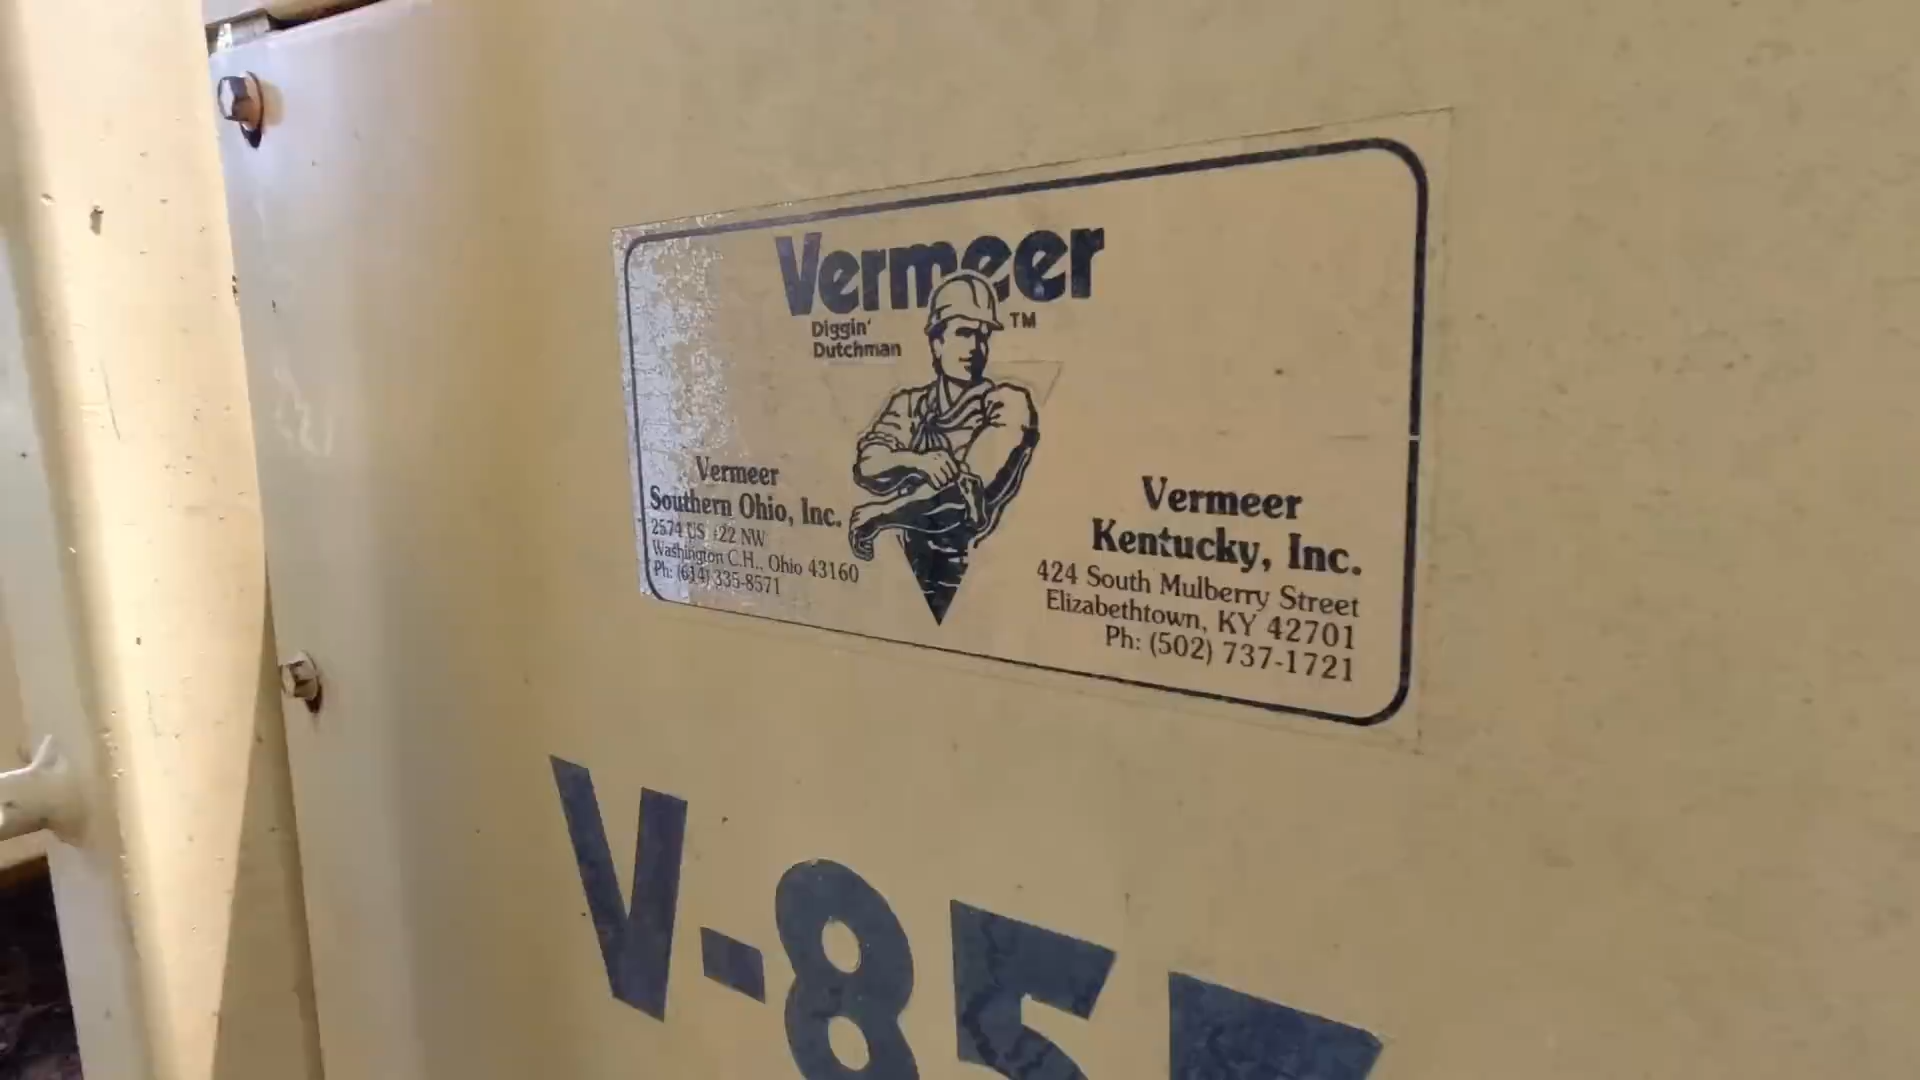 Vermeer
Diggin'
Dutchman
TM
Vermeer
Southern Ohio, Inc.
2574 US 22 NW
Washington C.H., Ohio 43160
Ph: (614) 335-8571
Vermeer
Kentucky, Inc.
424 South Mulberry Street
Elizabethtown, KY 42701
Ph: (502) 737-1721
V-85